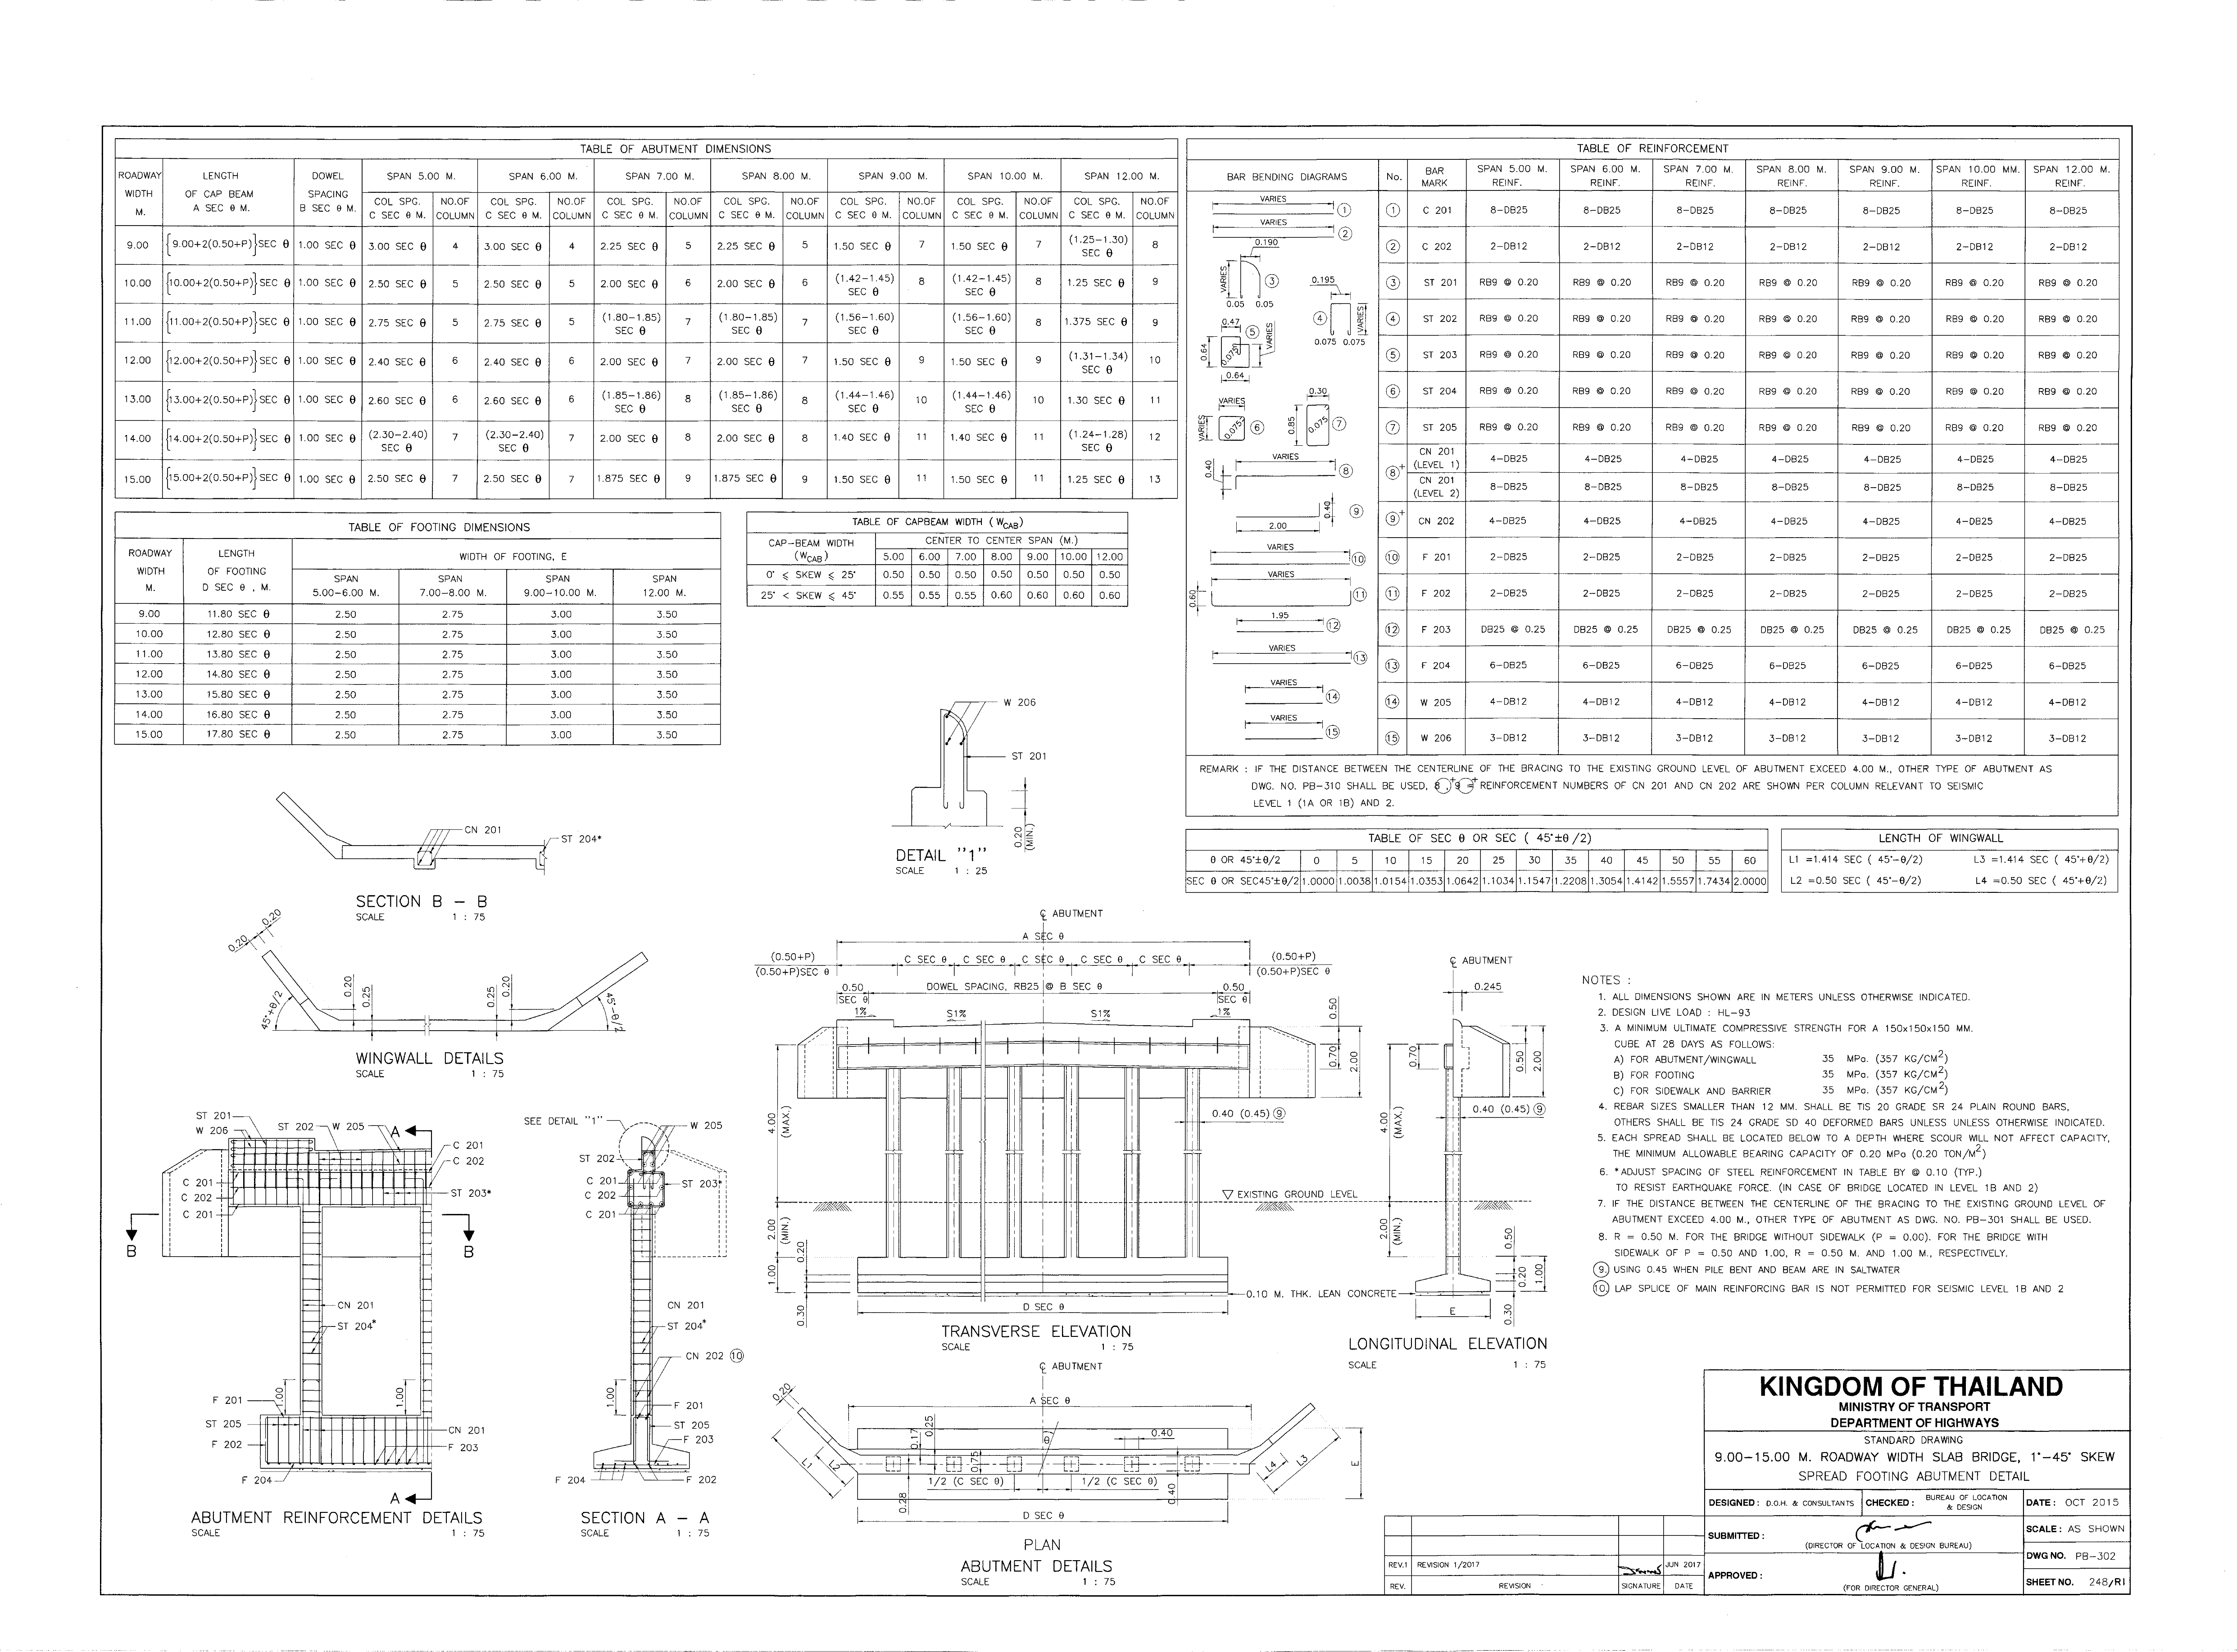 TABLE OF ABUTMENT DIMENSIONS
ROADWAY WIDTH M. LENGTH OF CAP BEAM A SEC θ M. DOWEL SPACING B SEC θ M. SPAN 5.00 M. SPAN 6.00 M. SPAN 7.00 M. SPAN 8.00 M. SPAN 9.00 M. SPAN 10.00 M. SPAN 12.00 M.
COL SPG. C SEC θ M. NO.OF COLUMN COL SPG. C SEC θ M. NO.OF COLUMN COL SPG. C SEC θ M. NO.OF COLUMN COL SPG. C SEC θ M. NO.OF COLUMN COL SPG. C SEC θ M. NO.OF COLUMN COL SPG. C SEC θ M. NO.OF COLUMN COL SPG. C SEC θ M. NO.OF COLUMN
9.00 {9.00+2(0.50+P)}SEC θ 1.00 SEC θ 3.00 SEC θ 4 3.00 SEC θ 4 2.25 SEC θ 5 2.25 SEC θ 5 1.50 SEC θ 7 1.50 SEC θ 7 (1.25-1.30) SEC θ 8
10.00 {10.00+2(0.50+P)}SEC θ 1.00 SEC θ 2.50 SEC θ 5 2.50 SEC θ 5 2.00 SEC θ 6 2.00 SEC θ 6 (1.42-1.45) SEC θ 8 (1.42-1.45) SEC θ 8 1.25 SEC θ 9
11.00 {11.00+2(0.50+P)}SEC θ 1.00 SEC θ 2.75 SEC θ 5 2.75 SEC θ 5 (1.80-1.85) SEC θ 7 (1.80-1.85) SEC θ 7 (1.56-1.60) SEC θ (1.56-1.60) SEC θ 8 1.375 SEC θ 9
12.00 {12.00+2(0.50+P)}SEC θ 1.00 SEC θ 2.40 SEC θ 6 2.40 SEC θ 6 2.00 SEC θ 7 2.00 SEC θ 7 1.50 SEC θ 9 1.50 SEC θ 9 (1.31-1.34) SEC θ 10
13.00 {13.00+2(0.50+P)}SEC θ 1.00 SEC θ 2.60 SEC θ 6 2.60 SEC θ 6 (1.85-1.86) SEC θ 8 (1.85-1.86) SEC θ 8 (1.44-1.46) SEC θ 10 (1.44-1.46) SEC θ 10 1.30 SEC θ 11
14.00 {14.00+2(0.50+P)}SEC θ 1.00 SEC θ (2.30-2.40) SEC θ 7 (2.30-2.40) SEC θ 7 2.00 SEC θ 8 2.00 SEC θ 8 1.40 SEC θ 11 1.40 SEC θ 11 (1.24-1.28) SEC θ 12
15.00 {15.00+2(0.50+P)}SEC θ 1.00 SEC θ 2.50 SEC θ 7 2.50 SEC θ 7 1.875 SEC θ 9 1.875 SEC θ 9 1.50 SEC θ 11 1.50 SEC θ 11 1.25 SEC θ 13
TABLE OF FOOTING DIMENSIONS
ROADWAY WIDTH M. LENGTH OF FOOTING D SEC θ , M. WIDTH OF FOOTING, E
SPAN 5.00-6.00 M. SPAN 7.00-8.00 M. SPAN 9.00-10.00 M. SPAN 12.00 M.
9.00 11.80 SEC θ 2.50 2.75 3.00 3.50
10.00 12.80 SEC θ 2.50 2.75 3.00 3.50
11.00 13.80 SEC θ 2.50 2.75 3.00 3.50
12.00 14.80 SEC θ 2.50 2.75 3.00 3.50
13.00 15.80 SEC θ 2.50 2.75 3.00 3.50
14.00 16.80 SEC θ 2.50 2.75 3.00 3.50
15.00 17.80 SEC θ 2.50 2.75 3.00 3.50
TABLE OF CAPBEAM WIDTH (WCAB)
CAP-BEAM WIDTH (WCAB) CENTER TO CENTER SPAN (M.)
5.00 6.00 7.00 8.00 9.00 10.00 12.00
0° ⩽ SKEW ⩽ 25° 0.50 0.50 0.50 0.50 0.50 0.50 0.50
25° < SKEW ⩽ 45° 0.55 0.55 0.55 0.60 0.60 0.60 0.60
TABLE OF REINFORCEMENT
BAR BENDING DIAGRAMS No. BAR MARK SPAN 5.00 M. REINF. SPAN 6.00 M. REINF. SPAN 7.00 M. REINF. SPAN 8.00 M. REINF. SPAN 9.00 M. REINF. SPAN 10.00 MM. REINF. SPAN 12.00 M. REINF.
VARIES ①
VARIES ②
0.190 VARIES 0.05 0.05 ③
0.195 VARIES 0.075 0.075 ④
0.47 VARIES 0.64 0.075 0.64 ⑤
VARIES VARIES 0.075 ⑥
0.30 0.85 0.075 ⑦
VARIES 0.40 ⑧
0.40 2.00 ⑨
VARIES ⑩
VARIES 0.60 ⑪
1.95 ⑫
VARIES ⑬
VARIES ⑭
VARIES ⑮
① C 201 8-DB25 8-DB25 8-DB25 8-DB25 8-DB25 8-DB25 8-DB25
② C 202 2-DB12 2-DB12 2-DB12 2-DB12 2-DB12 2-DB12 2-DB12
③ ST 201 RB9 @ 0.20 RB9 @ 0.20 RB9 @ 0.20 RB9 @ 0.20 RB9 @ 0.20 RB9 @ 0.20 RB9 @ 0.20
④ ST 202 RB9 @ 0.20 RB9 @ 0.20 RB9 @ 0.20 RB9 @ 0.20 RB9 @ 0.20 RB9 @ 0.20 RB9 @ 0.20
⑤ ST 203 RB9 @ 0.20 RB9 @ 0.20 RB9 @ 0.20 RB9 @ 0.20 RB9 @ 0.20 RB9 @ 0.20 RB9 @ 0.20
⑥ ST 204 RB9 @ 0.20 RB9 @ 0.20 RB9 @ 0.20 RB9 @ 0.20 RB9 @ 0.20 RB9 @ 0.20 RB9 @ 0.20
⑦ ST 205 RB9 @ 0.20 RB9 @ 0.20 RB9 @ 0.20 RB9 @ 0.20 RB9 @ 0.20 RB9 @ 0.20 RB9 @ 0.20
⑧+ CN 201 (LEVEL 1) 4-DB25 4-DB25 4-DB25 4-DB25 4-DB25 4-DB25 4-DB25
CN 201 (LEVEL 2) 8-DB25 8-DB25 8-DB25 8-DB25 8-DB25 8-DB25 8-DB25
⑨+ CN 202 4-DB25 4-DB25 4-DB25 4-DB25 4-DB25 4-DB25 4-DB25
⑩ F 201 2-DB25 2-DB25 2-DB25 2-DB25 2-DB25 2-DB25 2-DB25
⑪ F 202 2-DB25 2-DB25 2-DB25 2-DB25 2-DB25 2-DB25 2-DB25
⑫ F 203 DB25 @ 0.25 DB25 @ 0.25 DB25 @ 0.25 DB25 @ 0.25 DB25 @ 0.25 DB25 @ 0.25 DB25 @ 0.25
⑬ F 204 6-DB25 6-DB25 6-DB25 6-DB25 6-DB25 6-DB25 6-DB25
⑭ W 205 4-DB12 4-DB12 4-DB12 4-DB12 4-DB12 4-DB12 4-DB12
⑮ W 206 3-DB12 3-DB12 3-DB12 3-DB12 3-DB12 3-DB12 3-DB12
REMARK : IF THE DISTANCE BETWEEN THE CENTERLINE OF THE BRACING TO THE EXISTING GROUND LEVEL OF ABUTMENT EXCEED 4.00 M., OTHER TYPE OF ABUTMENT AS
DWG. NO. PB-310 SHALL BE USED, 8+, 9+ = REINFORCEMENT NUMBERS OF CN 201 AND CN 202 ARE SHOWN PER COLUMN RELEVANT TO SEISMIC
LEVEL 1 (1A OR 1B) AND 2.
TABLE OF SEC θ OR SEC ( 45°±θ /2)
θ OR 45°±θ/2 0 5 10 15 20 25 30 35 40 45 50 55 60
SEC θ OR SEC45°±θ/2 1.0000 1.0038 1.0154 1.0353 1.0642 1.1034 1.1547 1.2208 1.3054 1.4142 1.5557 1.7434 2.0000
LENGTH OF WINGWALL
L1 =1.414 SEC ( 45°-θ/2) L3 =1.414 SEC ( 45°+θ/2)
L2 =0.50 SEC ( 45°-θ/2) L4 =0.50 SEC ( 45°+θ/2)
W 206
ST 201
0.20 (MIN.)
DETAIL "1"
SCALE 1 : 25
CN 201
ST 204*
SECTION B - B
SCALE 1 : 75
0.20 0.20
0.20 0.25 0.25 0.20
45°+θ/2 45°-θ/2
WINGWALL DETAILS
SCALE 1 : 75
ST 201
W 206
ST 202 W 205 A
C 201
C 202
C 201
C 202
ST 203*
C 201
B B
CN 201
ST 204*
1.00 1.00
F 201
ST 205
F 202
CN 201
F 203
F 204
A
ABUTMENT REINFORCEMENT DETAILS
SCALE 1 : 75
SEE DETAIL "1"
W 205
ST 202
C 201
C 202
ST 203*
C 201
CN 201
ST 204*
CN 202 ⑩
1.00
F 201
ST 205
F 203
F 204 F 202
SECTION A - A
SCALE 1 : 75
℄ ABUTMENT
A SEC θ
(0.50+P) C SEC θ C SEC θ C SEC θ C SEC θ C SEC θ (0.50+P)
(0.50+P)SEC θ (0.50+P)SEC θ
0.50 SEC θ DOWEL SPACING, RB25 @ B SEC θ 0.50 SEC θ
1% S1% S1% 1%
0.50
0.70 2.00
4.00 (MAX.)
0.40 (0.45) ⑨
EXISTING GROUND LEVEL
2.00 (MIN.)
0.20
1.00
0.30
0.10 M. THK. LEAN CONCRETE
D SEC θ
TRANSVERSE ELEVATION
SCALE 1 : 75
℄ ABUTMENT
0.245
0.70 0.50 2.00
4.00 (MAX.)
0.40 (0.45) ⑨
2.00 (MIN.)
0.50
0.20 1.00
E
0.30
LONGITUDINAL ELEVATION
SCALE 1 : 75
℄ ABUTMENT
A SEC θ
0.20
0.25 0.17 θ 0.40
0.75
L1 L2 L4 L3
1/2 (C SEC θ) 1/2 (C SEC θ)
E
0.28 0.40
D SEC θ
PLAN
ABUTMENT DETAILS
SCALE 1 : 75
NOTES :
1. ALL DIMENSIONS SHOWN ARE IN METERS UNLESS OTHERWISE INDICATED.
2. DESIGN LIVE LOAD : HL-93
3. A MINIMUM ULTIMATE COMPRESSIVE STRENGTH FOR A 150x150x150 MM.
CUBE AT 28 DAYS AS FOLLOWS:
A) FOR ABUTMENT/WINGWALL 35 MPa. (357 KG/CM2)
B) FOR FOOTING 35 MPa. (357 KG/CM2)
C) FOR SIDEWALK AND BARRIER 35 MPa. (357 KG/CM2)
4. REBAR SIZES SMALLER THAN 12 MM. SHALL BE TIS 20 GRADE SR 24 PLAIN ROUND BARS,
OTHERS SHALL BE TIS 24 GRADE SD 40 DEFORMED BARS UNLESS UNLESS OTHERWISE INDICATED.
5. EACH SPREAD SHALL BE LOCATED BELOW TO A DEPTH WHERE SCOUR WILL NOT AFFECT CAPACITY,
THE MINIMUM ALLOWABLE BEARING CAPACITY OF 0.20 MPa (0.20 TON/M2)
6. *ADJUST SPACING OF STEEL REINFORCEMENT IN TABLE BY @ 0.10 (TYP.)
TO RESIST EARTHQUAKE FORCE. (IN CASE OF BRIDGE LOCATED IN LEVEL 1B AND 2)
7. IF THE DISTANCE BETWEEN THE CENTERLINE OF THE BRACING TO THE EXISTING GROUND LEVEL OF
ABUTMENT EXCEED 4.00 M., OTHER TYPE OF ABUTMENT AS DWG. NO. PB-301 SHALL BE USED.
8. R = 0.50 M. FOR THE BRIDGE WITHOUT SIDEWALK (P = 0.00). FOR THE BRIDGE WITH
SIDEWALK OF P = 0.50 AND 1.00, R = 0.50 M. AND 1.00 M., RESPECTIVELY.
⑨ USING 0.45 WHEN PILE BENT AND BEAM ARE IN SALTWATER
⑩ LAP SPLICE OF MAIN REINFORCING BAR IS NOT PERMITTED FOR SEISMIC LEVEL 1B AND 2
KINGDOM OF THAILAND
MINISTRY OF TRANSPORT
DEPARTMENT OF HIGHWAYS
STANDARD DRAWING
9.00-15.00 M. ROADWAY WIDTH SLAB BRIDGE, 1°-45° SKEW
SPREAD FOOTING ABUTMENT DETAIL
DESIGNED : D.O.H. & CONSULTANTS CHECKED : BUREAU OF LOCATION & DESIGN DATE : OCT 2015
SUBMITTED : (DIRECTOR OF LOCATION & DESIGN BUREAU) SCALE : AS SHOWN
DWG NO. PB-302
APPROVED : (FOR DIRECTOR GENERAL) SHEET NO. 248/R1
REV.1 REVISION 1/2017 JUN 2017
REV. REVISION SIGNATURE DATE